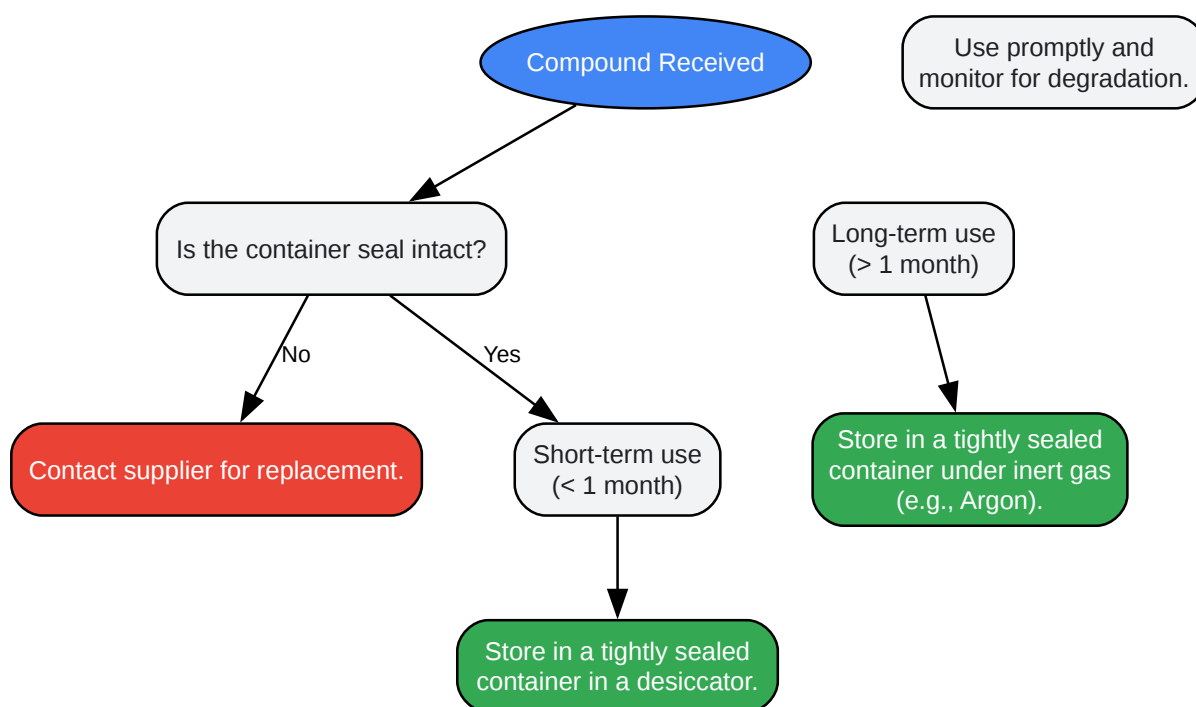 Compound Received
Use promptly and
monitor for degradation.
Is the container seal intact?
Long-term use
(> 1 month)
No
Yes
Contact supplier for replacement.
Short-term use
(< 1 month)
Store in a tightly sealed
container under inert gas
(e.g., Argon).
Store in a tightly sealed
container in a desiccator.